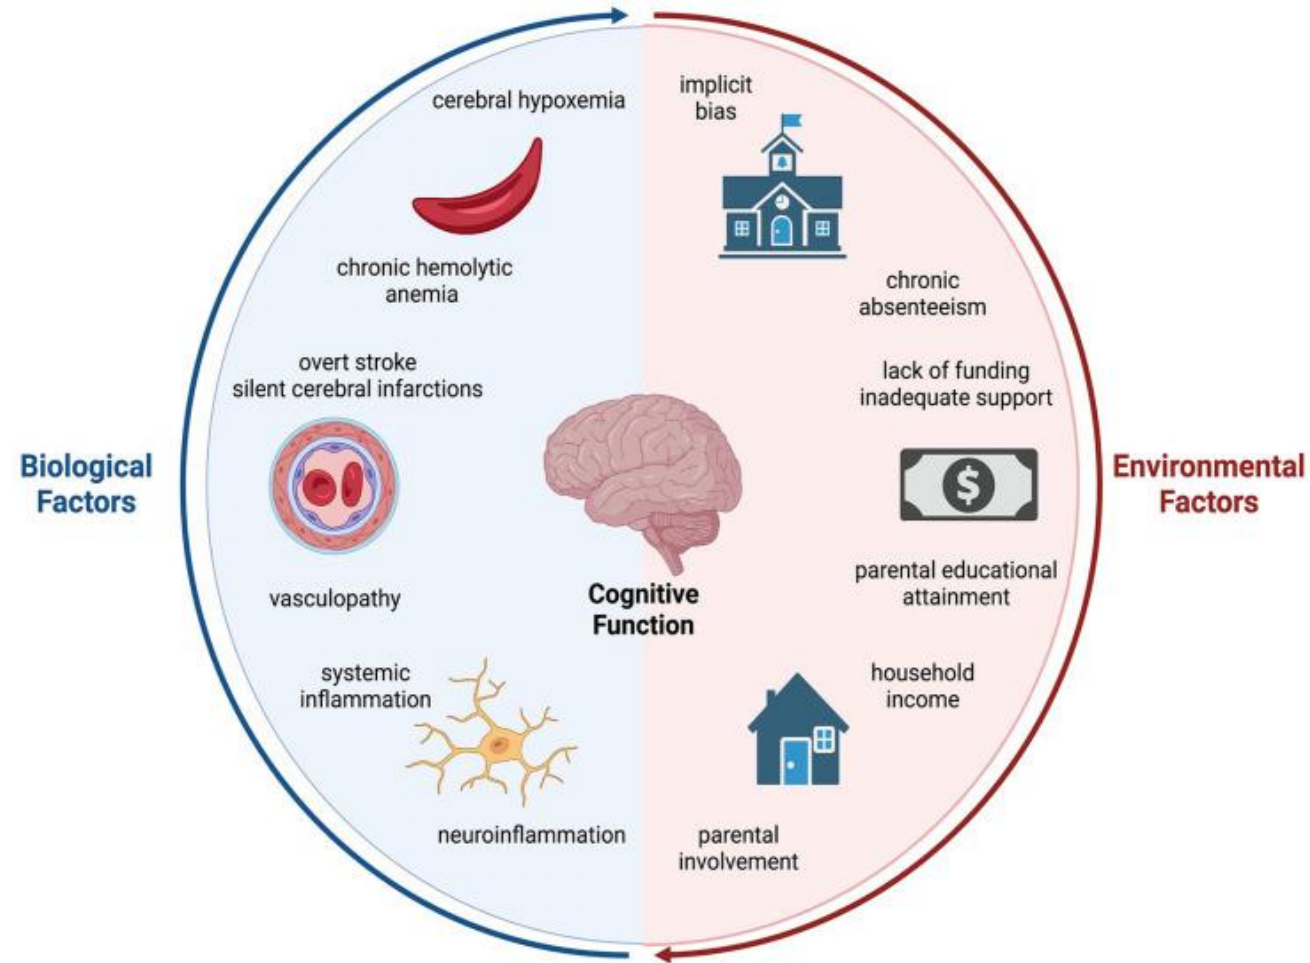 cerebral hypoxemia
chronic hemolytic
anemia
overt stroke
silent cerebral infarctions
Biological
Factors
vasculopathy
systemic
inflammation
neuroinflammation
Cognitive
Function
implicit
bias
chronic
absenteeism
lack of funding
inadequate support
$
Environmental
Factors
parental educational
attainment
household
income
parental
involvement